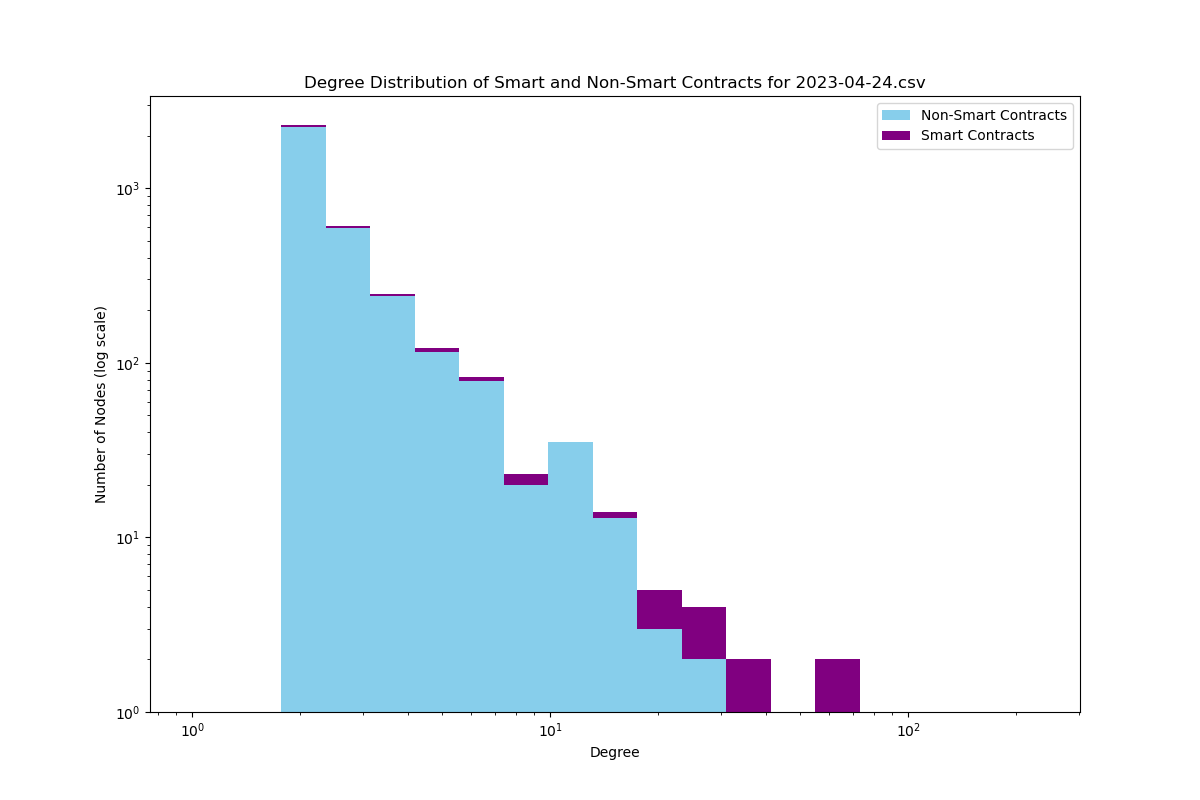 Degree Distribution of Smart and Non-Smart Contracts for 2023-04-24.csv
Non-Smart Contracts
Smart Contracts
Number of Nodes (log scale)
10³
10²
10¹
10⁰
10⁰ 10¹ 10²
Degree